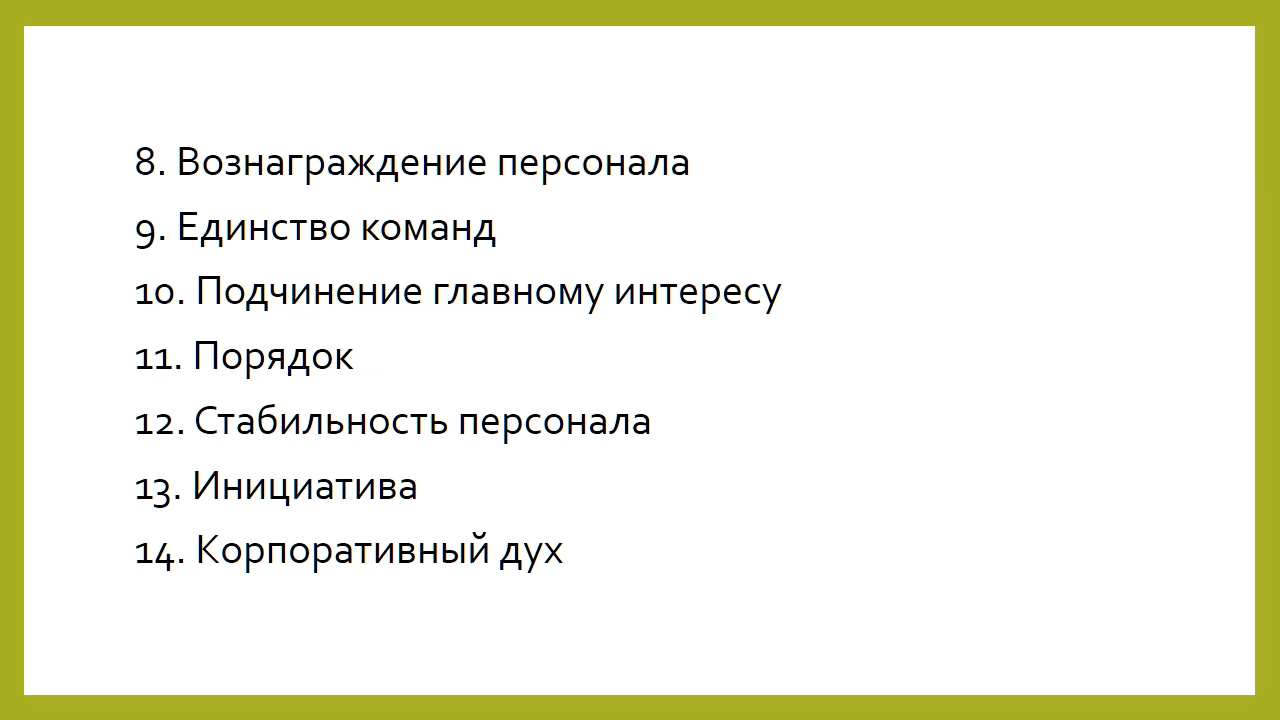 8. Вознаграждение персонала
9. Единство команд
10. Подчинение главному интересу
11. Порядок
12. Стабильность персонала
13. Инициатива
14. Корпоративный дух